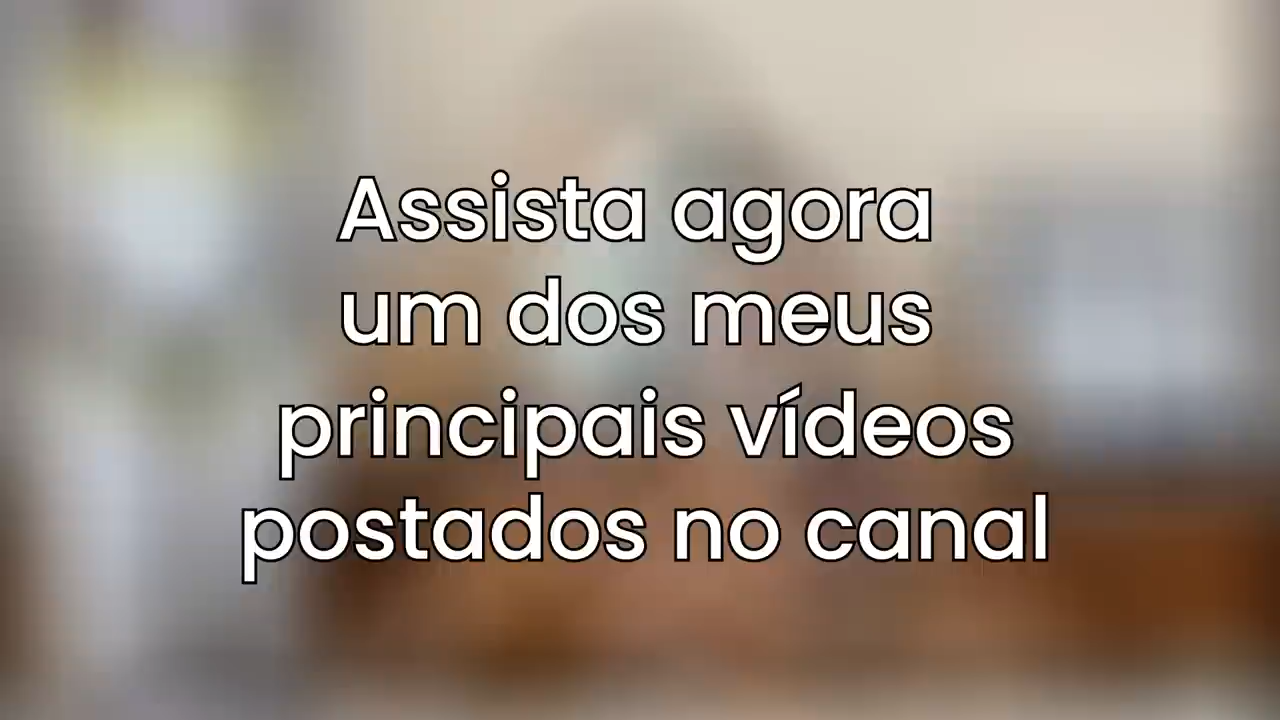 Assista agora
um dos meus
principais vídeos
postados no canal